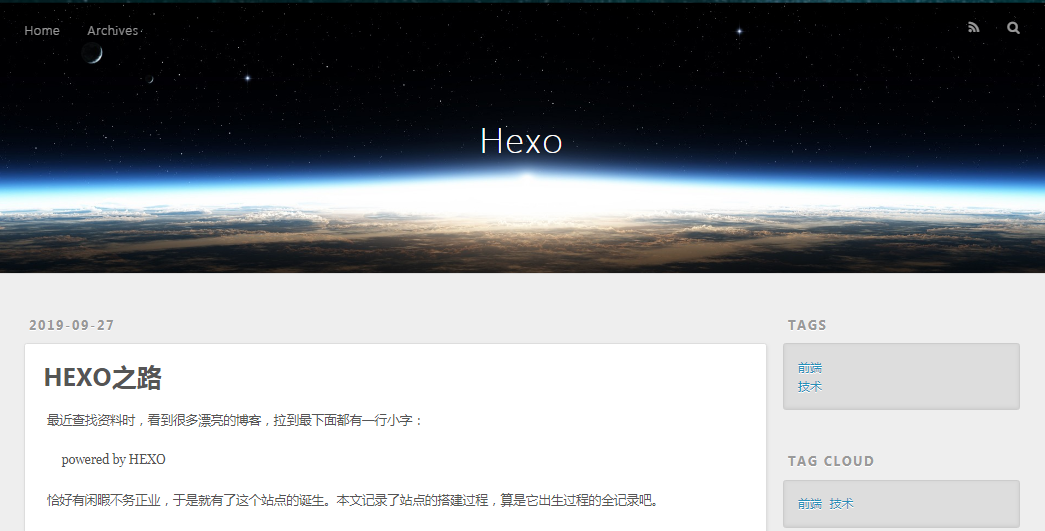 Home Archives
Hexo
2019-09-27
HEXO之路
最近查找资料时，看到很多漂亮的博客，拉到最下面都有一行小字：
powered by HEXO
恰好有闲暇不务正业，于是就有了这个站点的诞生。本文记录了站点的搭建过程，算是它出生过程的全记录吧。
TAGS
前端
技术
TAG CLOUD
前端 技术